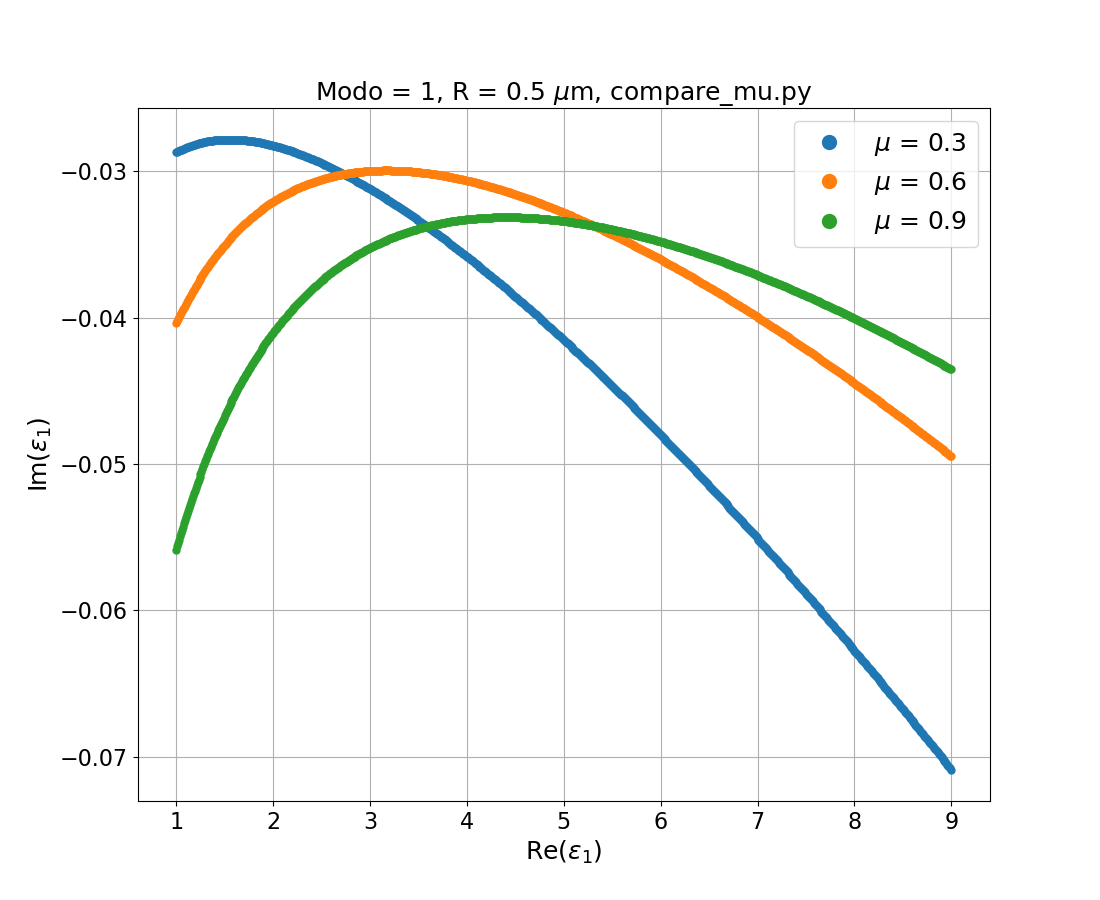 Modo = 1, R = 0.5 μm, compare_mu.py
μ = 0.3
μ = 0.6
μ = 0.9
−0.03
−0.04
−0.05
−0.06
−0.07
Im(ε₁)
1 2 3 4 5 6 7 8 9
Re(ε₁)